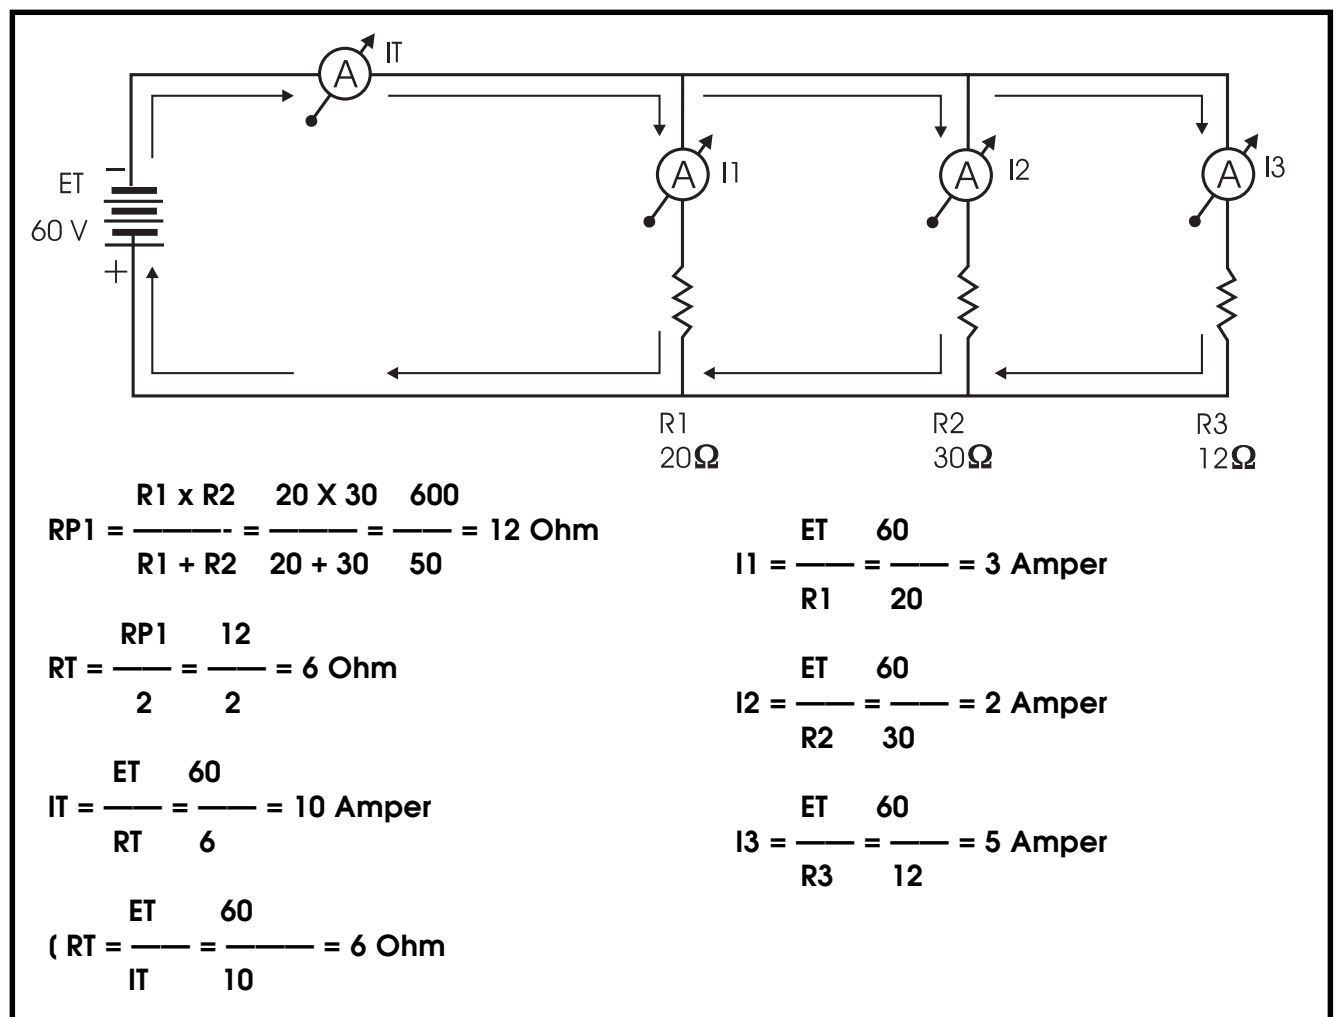 IT
A
A I1
A I2
A I3
ET
−
60 V
+
R1
20Ω
R2
30Ω
R3
12Ω
R1 x R2 20 X 30 600
RP1 = ————- = ———— = —— = 12 Ohm
R1 + R2 20 + 30 50
RP1 12
RT = —— = —— = 6 Ohm
2 2
ET 60
IT = —— = —— = 10 Amper
RT 6
ET 60
( RT = —— = ——— = 6 Ohm
IT 10
ET 60
I1 = —— = —— = 3 Amper
R1 20
ET 60
I2 = —— = —— = 2 Amper
R2 30
ET 60
I3 = —— = —— = 5 Amper
R3 12